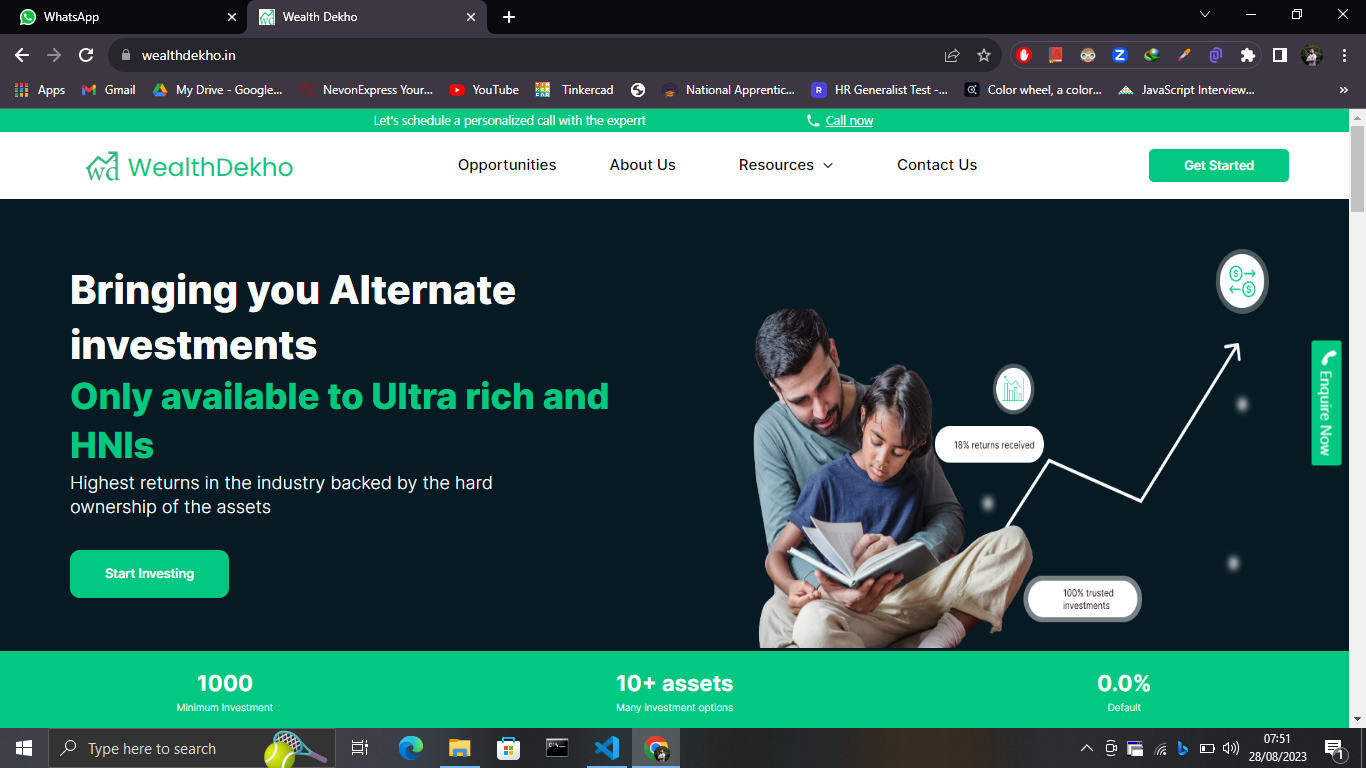 WhatsApp
Wealth Dekho
wealthdekho.in
Apps
Gmail
My Drive - Google...
NevonExpress Your...
YouTube
Tinkercad
National Apprentic...
HR Generalist Test -...
Color wheel, a color...
JavaScript Interview...
Let's schedule a personalized call with the experrt
Call now
wd WealthDekho
Opportunities
About Us
Resources
Contact Us
Get Started
Bringing you Alternate
investments
Only available to Ultra rich and
HNIs
Highest returns in the industry backed by the hard
ownership of the assets
Start Investing
18% returns received
100% trusted
investments
Enquire Now
1000
Minimum Investment
10+ assets
Many investment options
0.0%
Default
Type here to search
07:51
28/08/2023
1